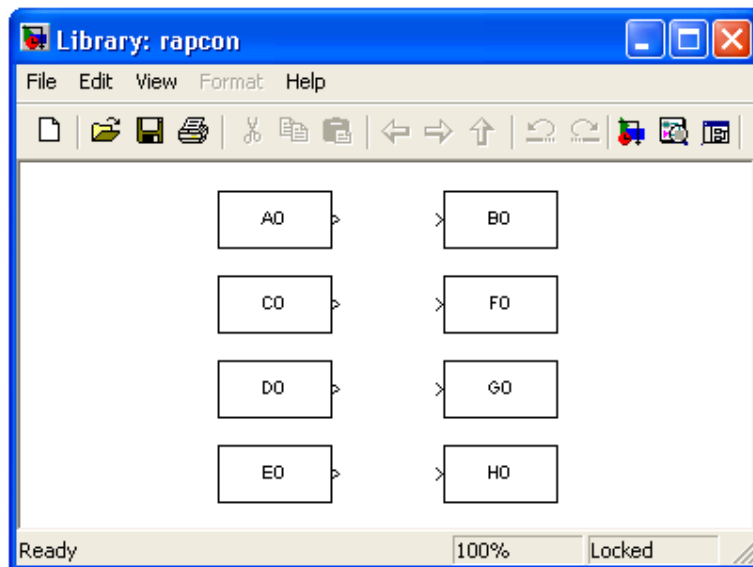 Library: rapcon
File Edit View Format Help
A0 B0
C0 F0
D0 G0
E0 H0
Ready 100% Locked